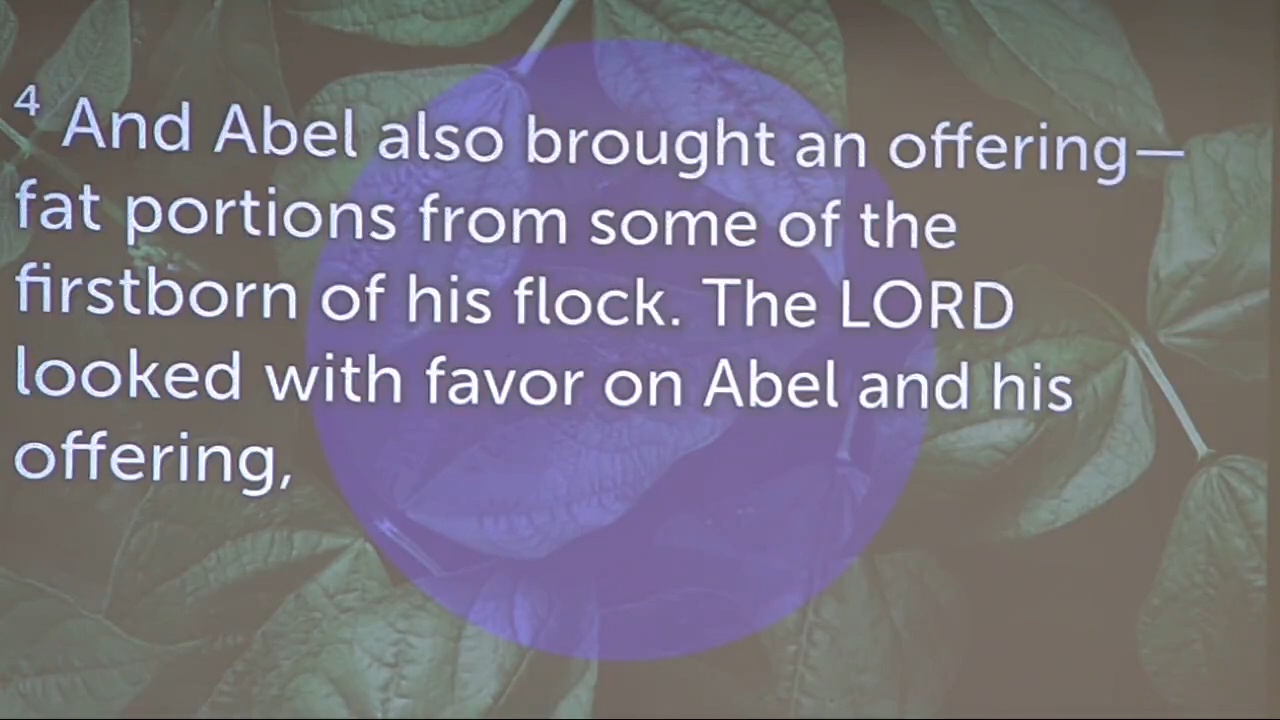 4 And Abel also brought an offering—
fat portions from some of the
firstborn of his flock. The LORD
looked with favor on Abel and his
offering,